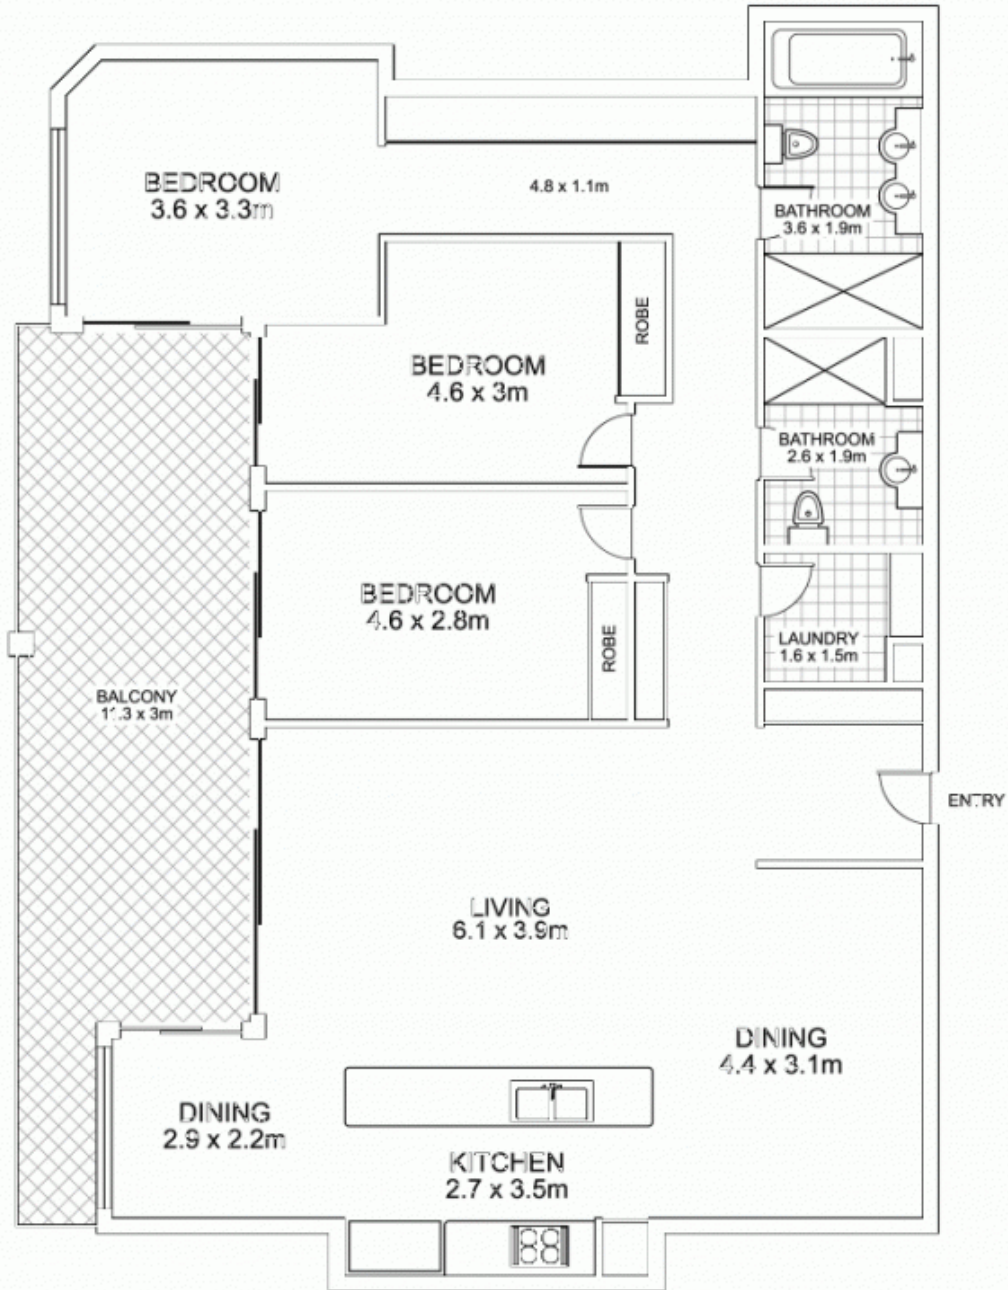 BEDROOM
3.6 x 3.3m
4.8 x 1.1m
BATHROOM
3.6 x 1.9m
BEDROOM
4.6 x 3m
ROBE
BATHROOM
2.6 x 1.9m
BEDROOM
4.6 x 2.8m
ROBE
LAUNDRY
1.6 x 1.5m
BALCONY
11.3 x 3m
ENTRY
LIVING
6.1 x 3.9m
DINING
4.4 x 3.1m
DINING
2.9 x 2.2m
KITCHEN
2.7 x 3.5m